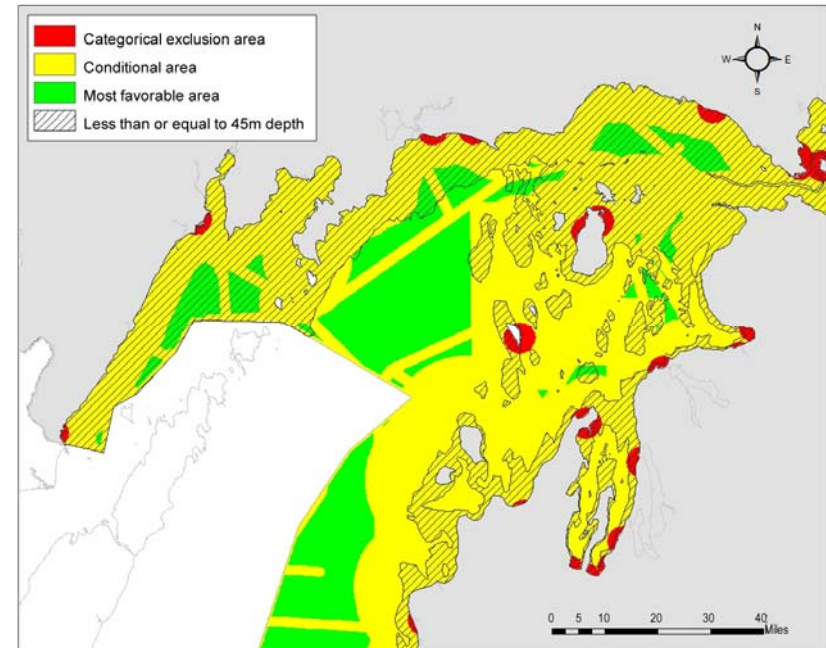 Categorical exclusion area
Conditional area
Most favorable area
Less than or equal to 45m depth
N
W E
S
0 5 10 20 30 40
Miles